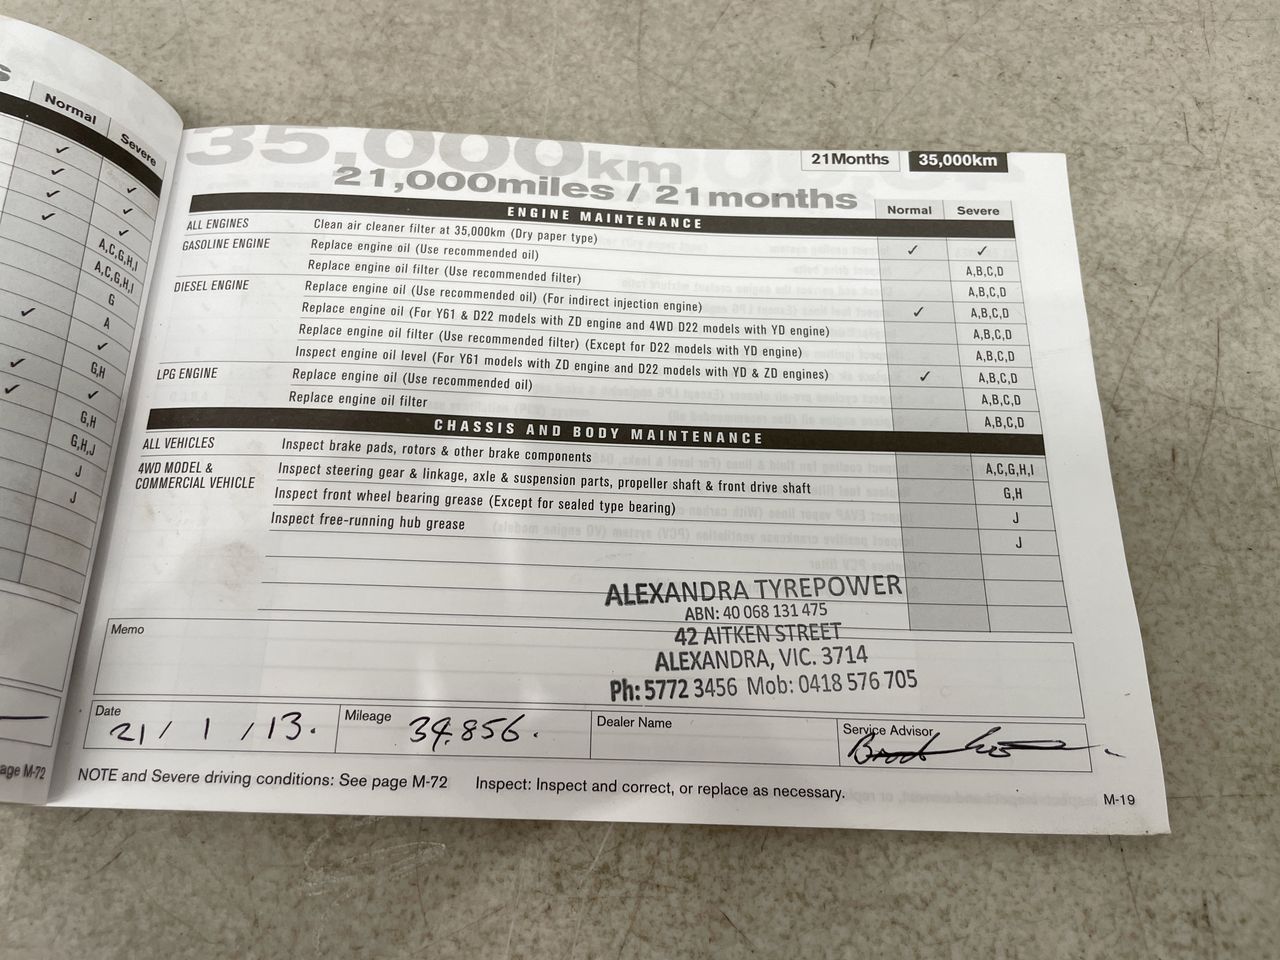 s
Normal
Severe
✓
✓ ✓
✓ ✓
✓ ✓
A,C,G,H,I
A,C,G,H,I
G
✓ A
✓
✓ G,H
✓ ✓
G,H
G,H,J
J
J
age M-72
35,000km
21,000miles / 21months
21Months 35,000km
ENGINE MAINTENANCE Normal Severe
ALL ENGINES Clean air cleaner filter at 35,000km (Dry paper type) ✓ ✓
GASOLINE ENGINE Replace engine oil (Use recommended oil) A,B,C,D
Replace engine oil filter (Use recommended filter) A,B,C,D
DIESEL ENGINE Replace engine oil (Use recommended oil) (For indirect injection engine) ✓ A,B,C,D
Replace engine oil (For Y61 & D22 models with ZD engine and 4WD D22 models with YD engine) A,B,C,D
Replace engine oil filter (Use recommended filter) (Except for D22 models with YD engine) A,B,C,D
Inspect engine oil level (For Y61 models with ZD engine and D22 models with YD & ZD engines) ✓ A,B,C,D
LPG ENGINE Replace engine oil (Use recommended oil) A,B,C,D
Replace engine oil filter A,B,C,D
CHASSIS AND BODY MAINTENANCE
ALL VEHICLES Inspect brake pads, rotors & other brake components A,C,G,H,I
4WD MODEL & COMMERCIAL VEHICLE Inspect steering gear & linkage, axle & suspension parts, propeller shaft & front drive shaft G,H
Inspect front wheel bearing grease (Except for sealed type bearing) J
Inspect free-running hub grease J
ALEXANDRA TYREPOWER
ABN: 40 068 131 475
42 AITKEN STREET
ALEXANDRA, VIC. 3714
Ph: 5772 3456 Mob: 0418 576 705
Memo
Date 21/1/13. Mileage 34,856. Dealer Name Service Advisor
NOTE and Severe driving conditions: See page M-72 Inspect: Inspect and correct, or replace as necessary.
M-19